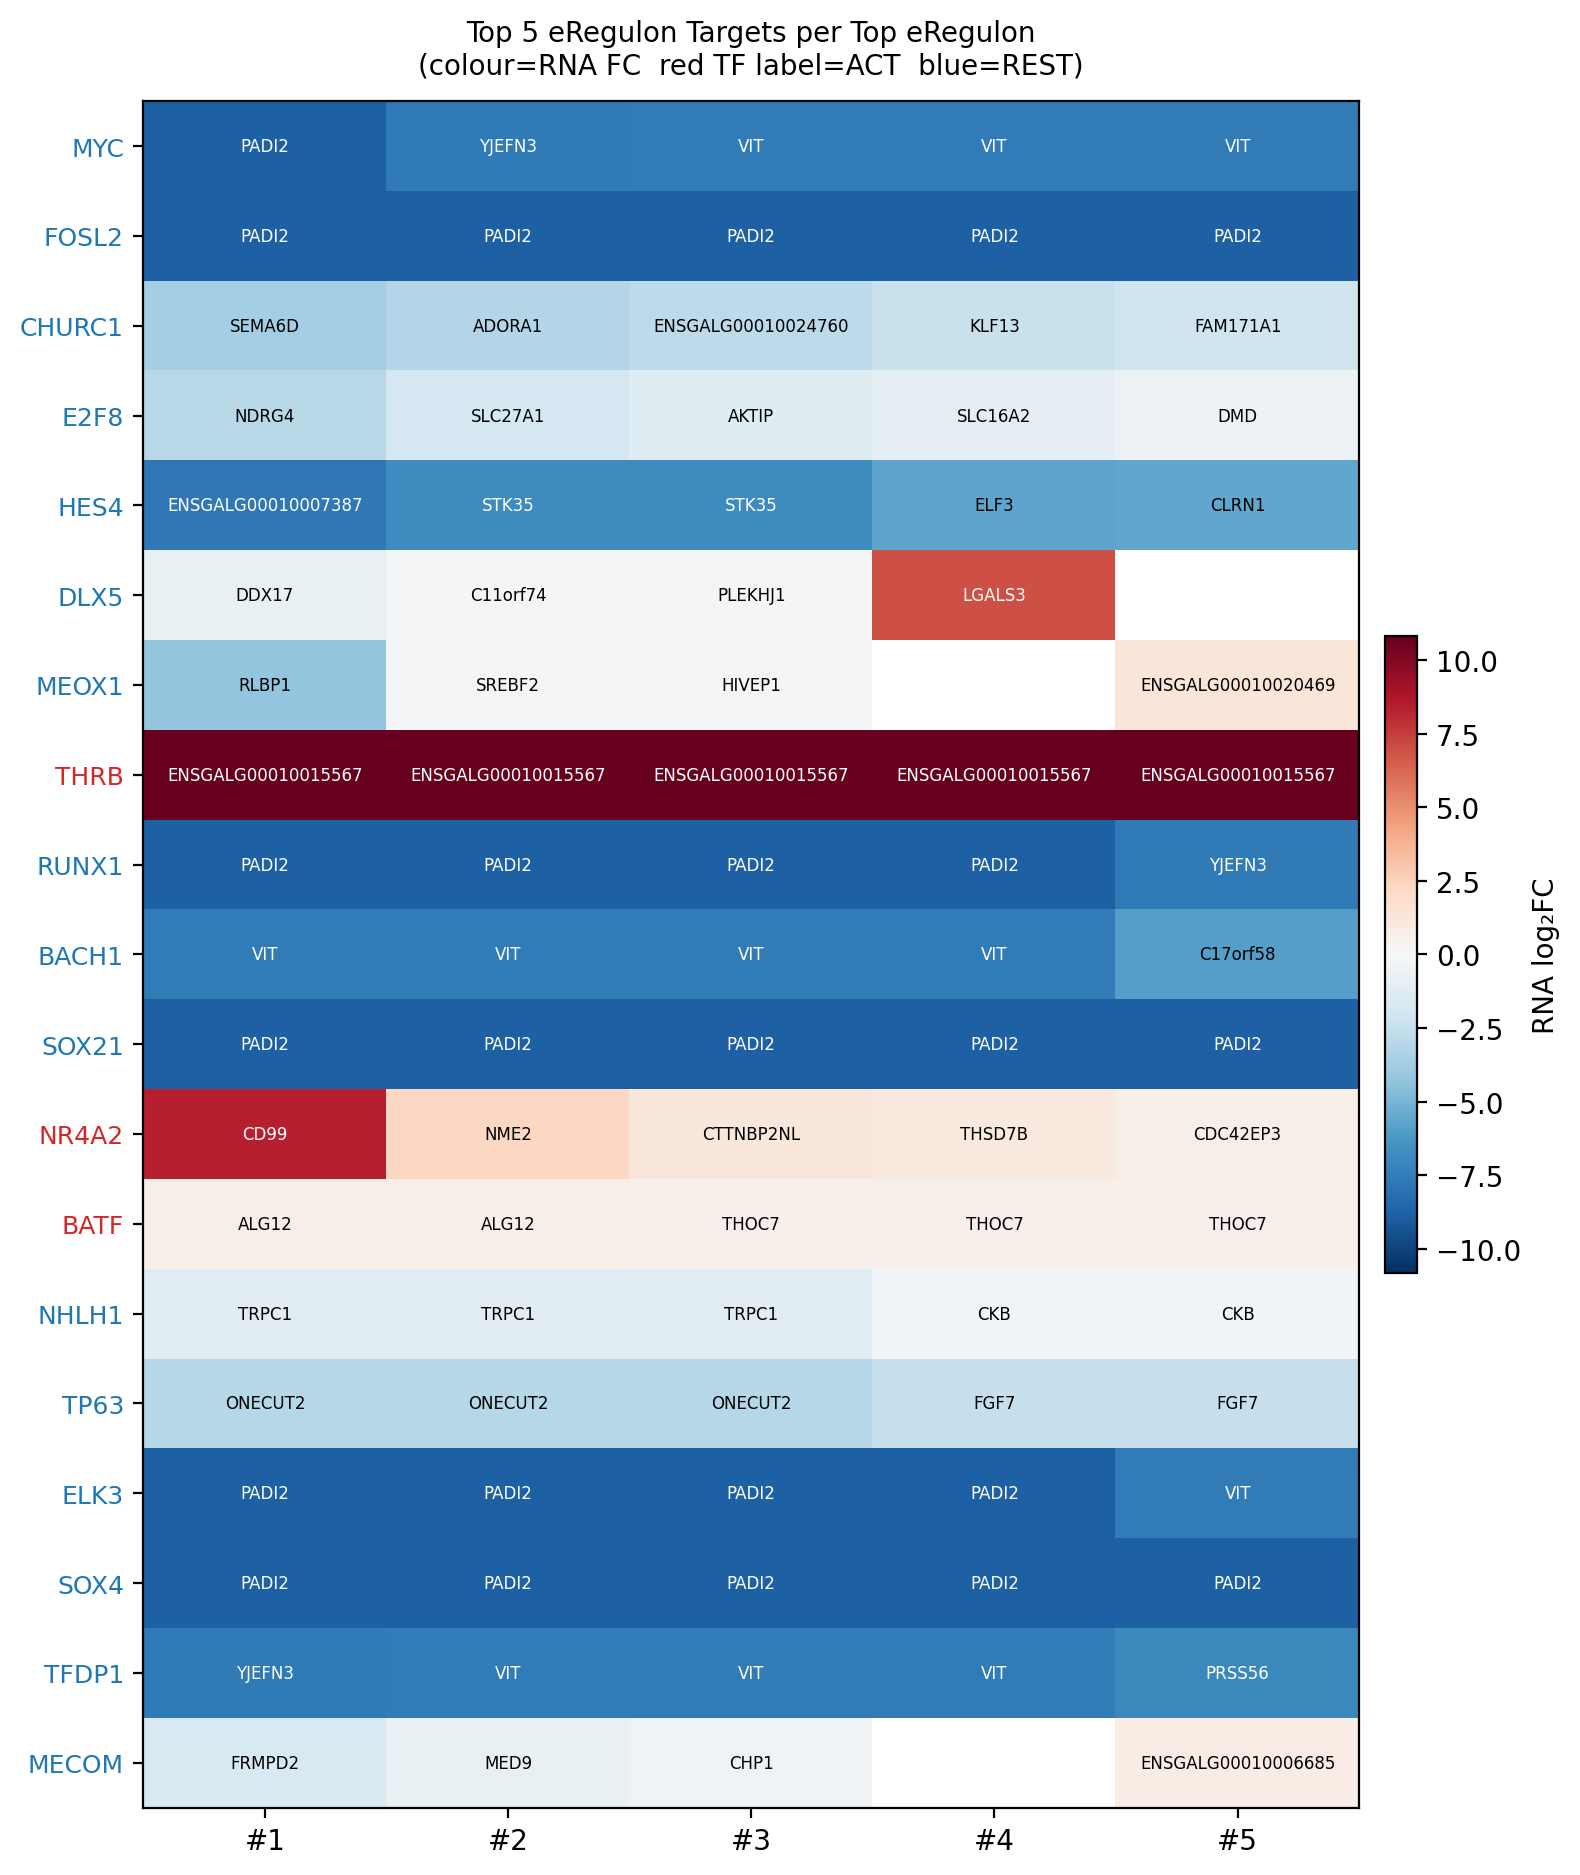 Top 5 eRegulon Targets per Top eRegulon
(colour=RNA FC  red TF label=ACT  blue=REST)
MYC PADI2 YJEFN3 VIT VIT VIT
FOSL2 PADI2 PADI2 PADI2 PADI2 PADI2
CHURC1 SEMA6D ADORA1 ENSGALG00010024760 KLF13 FAM171A1
E2F8 NDRG4 SLC27A1 AKTIP SLC16A2 DMD
HES4 ENSGALG00010007387 STK35 STK35 ELF3 CLRN1
DLX5 DDX17 C11orf74 PLEKHJ1 LGALS3
MEOX1 RLBP1 SREBF2 HIVEP1 ENSGALG00010020469
THRB ENSGALG00010015567 ENSGALG00010015567 ENSGALG00010015567 ENSGALG00010015567 ENSGALG00010015567
RUNX1 PADI2 PADI2 PADI2 PADI2 YJEFN3
BACH1 VIT VIT VIT VIT C17orf58
SOX21 PADI2 PADI2 PADI2 PADI2 PADI2
NR4A2 CD99 NME2 CTTNBP2NL THSD7B CDC42EP3
BATF ALG12 ALG12 THOC7 THOC7 THOC7
NHLH1 TRPC1 TRPC1 TRPC1 CKB CKB
TP63 ONECUT2 ONECUT2 ONECUT2 FGF7 FGF7
ELK3 PADI2 PADI2 PADI2 PADI2 VIT
SOX4 PADI2 PADI2 PADI2 PADI2 PADI2
TFDP1 YJEFN3 VIT VIT VIT PRSS56
MECOM FRMPD2 MED9 CHP1 ENSGALG00010006685
#1 #2 #3 #4 #5
10.0
7.5
5.0
2.5
0.0
−2.5
−5.0
−7.5
−10.0
RNA log₂FC